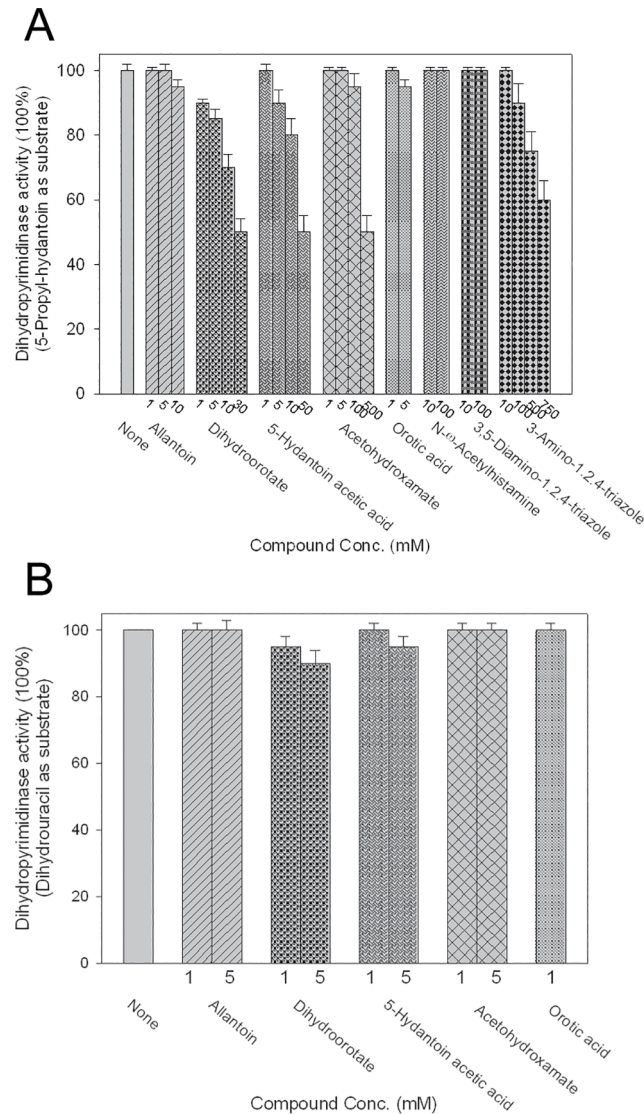 A
Dihydropyrimidinase activity (100%)
(5-Propyl-hydantoin as substrate)
100
80
60
40
20
0
1 5 10 1 5 10 30 1 5 10 50 1 5 100 500 1 5 10 100 10 100 10 100 500 750
None
Allantoin
Dihydroorotate
5-Hydantoin acetic acid
Acetohydroxamate
Orotic acid
N-ω-Acetylhistamine
3,5-Diamino-1,2,4-triazole
3-Amino-1,2,4-triazole
Compound Conc. (mM)
B
Dihydropyrimidinase activity (100%)
(Dihydrouracil as substrate)
100
80
60
40
20
0
1 5 1 5 1 5 1 5 1
None
Allantoin
Dihydroorotate
5-Hydantoin acetic acid
Acetohydroxamate
Orotic acid
Compound Conc. (mM)